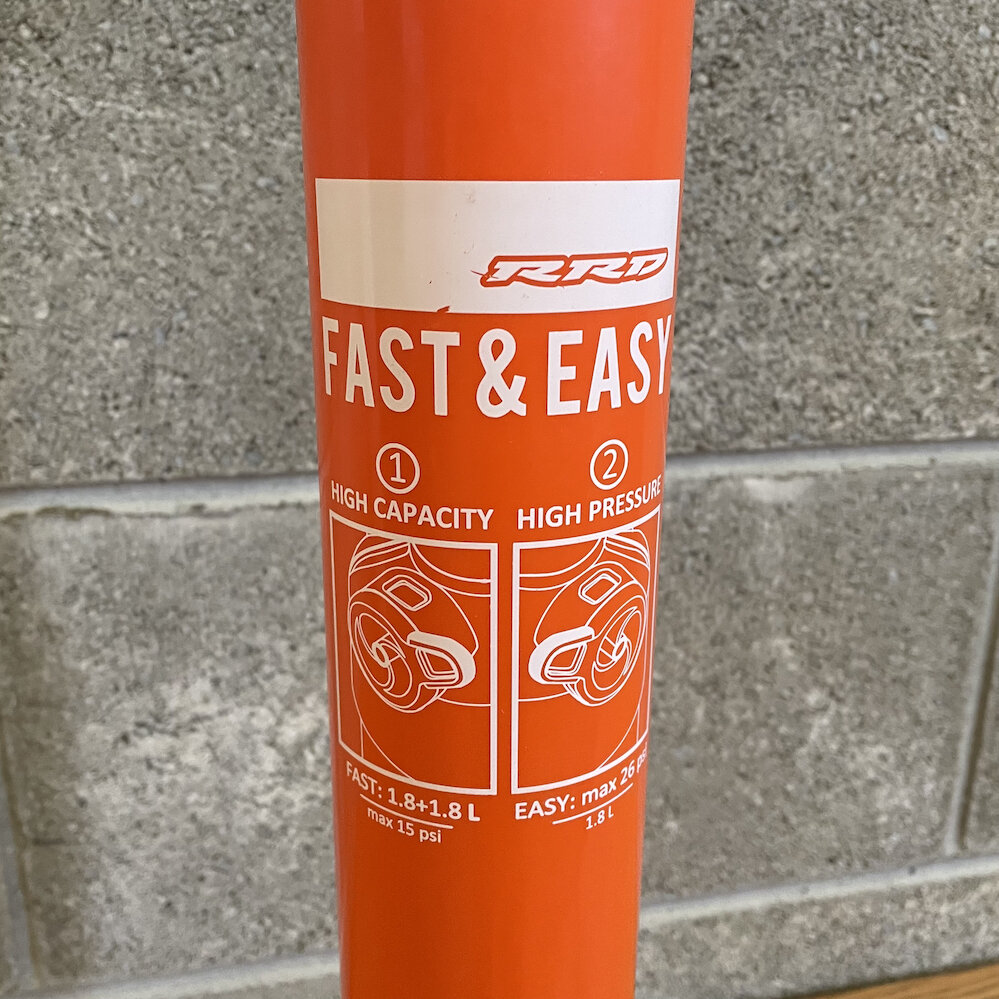 RRD
FAST & EASY
1 2
HIGH CAPACITY HIGH PRESSURE
FAST: 1.8+1.8 L EASY: max 26 psi
max 15 psi 1.8 L